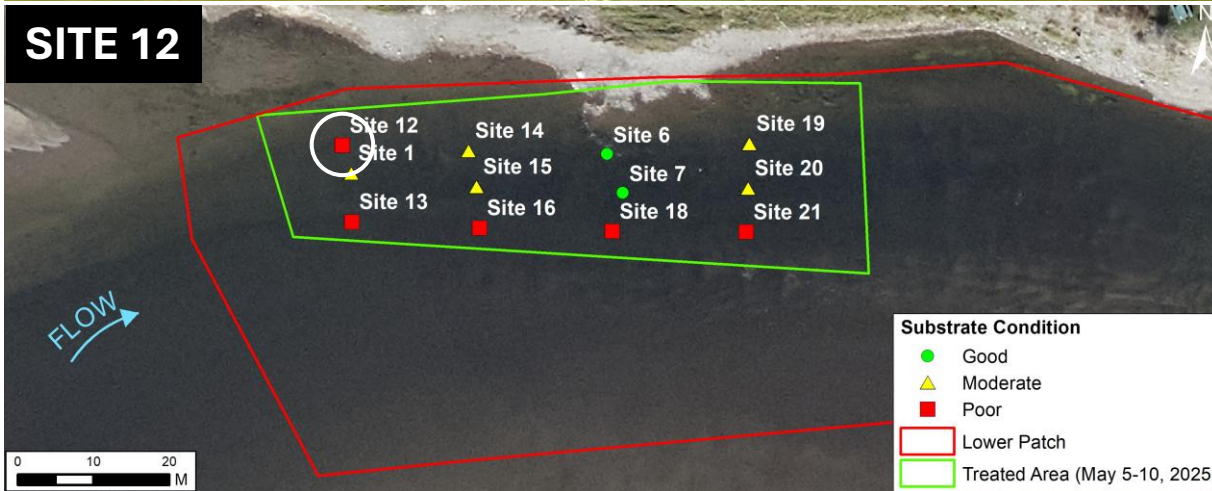 SITE 12
N
Site 12
Site 14
Site 6
Site 19
Site 1
Site 15
Site 7
Site 20
Site 13
Site 16
Site 18
Site 21
FLOW
Substrate Condition
Good
Moderate
Poor
Lower Patch
Treated Area (May 5-10, 2025
0 10 20
M